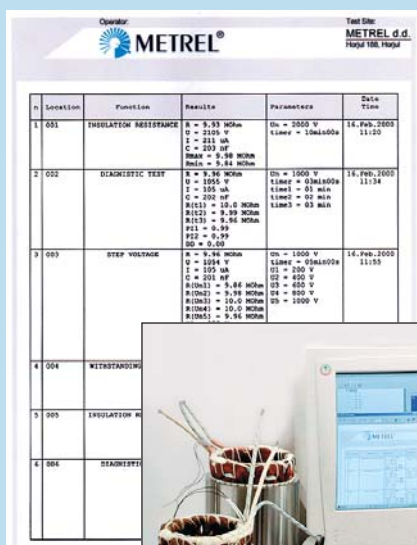 Operator:
Test Site:
METREL®
METREL d.d.
Horjul 188, Horjul
n Location Function Results Parameters Date
Time
1 001 INSULATION RESISTANCE R = 9.93 MOhm Un = 2000 V 16.Feb.2000
U = 2105 V timer = 10min00s 11:20
I = 211 uA
C = 203 nF
Rmax = 9.98 MOhm
Rmin = 9.84 MOhm
2 002 DIAGNOSTIC TEST R = 9.96 MOhm Un = 1000 V 16.Feb.2000
U = 1055 V timer = 03min00s 11:34
I = 105 uA time1 = 01 min
C = 202 nF time2 = 02 min
R(t1) = 10.0 MOhm time3 = 03 min
R(t2) = 9.99 MOhm
R(t3) = 9.96 MOhm
PI1 = 0.99
PI2 = 0.99
DD = 0.00
3 003 STEP VOLTAGE R = 9.96 MOhm Un = 1000 V 16.Feb.2000
U = 1054 V timer = 05min00s 11:55
I = 105 uA U1 = 200 V
C = 201 nF U2 = 400 V
R(Un1) = 9.86 MOhm U3 = 600 V
R(Un2) = 9.98 MOhm U4 = 800 V
R(Un3) = 10.0 MOhm U5 = 1000 V
R(Un4) = 10.0 MOhm
R(Un5) = 9.96 MOhm
4 004 WITHSTANDING
5 005 INSULATION
6 006 DIAGNOSTIC
METREL